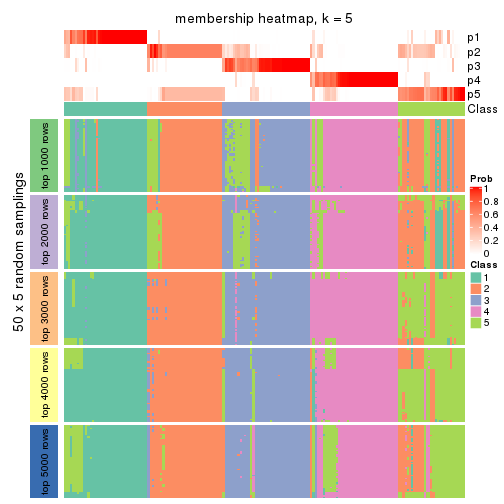 membership heatmap, k = 5
p1
p2
p3
p4
p5
Class
50 x 5 random samplings
top 1000 rows
top 2000 rows
top 3000 rows
top 4000 rows
top 5000 rows
Prob
1
0.8
0.6
0.4
0.2
0
Class
1
2
3
4
5